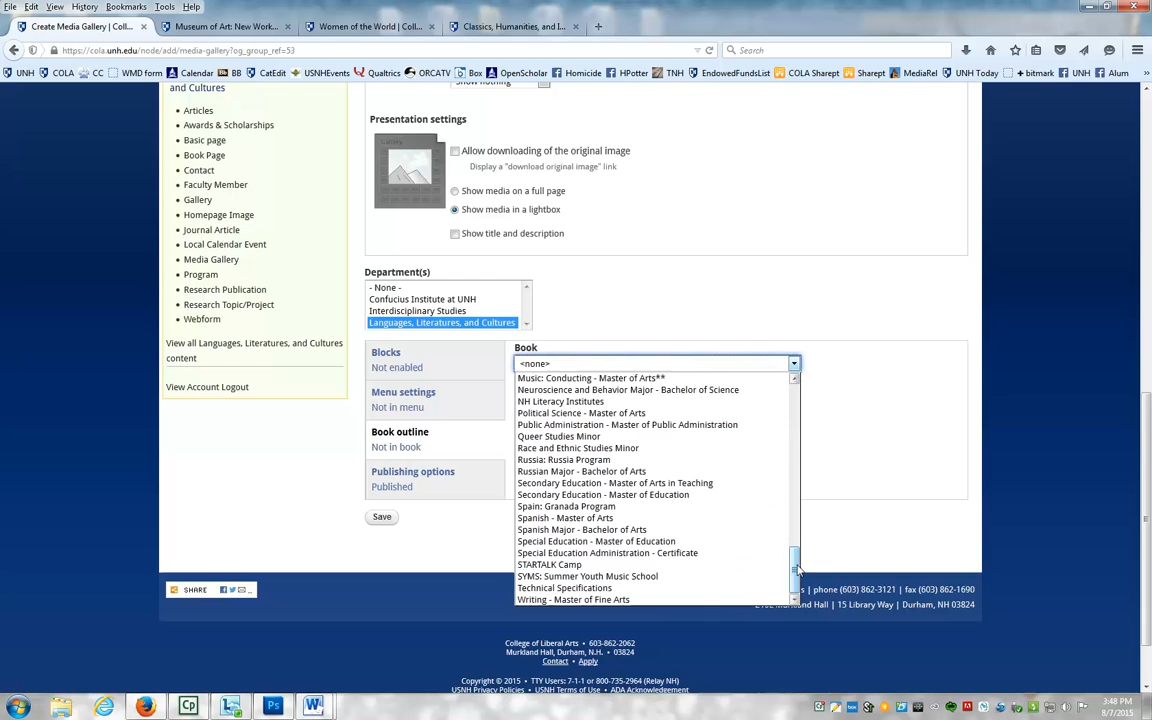 File Edit View History Bookmarks Tools Help
Create Media Gallery | Coll... × Museum of Art: New Work... × Women of the World | Coll... × Classics, Humanities, and I... × +
https://cola.unh.edu/node/add/media-gallery?og_group_ref=53 Search
UNH COLA CC WMD form Calendar BB CatEdit USNHEvents Qualtrics ORCATV Box OpenScholar Homicide HPotter TNH EndowedFundsList COLA Sharept Sharept MediaRel UNH Today + bitmark UNH Alum »
and Cultures
• Articles
• Awards & Scholarships
• Basic page
• Book Page
• Contact
• Faculty Member
• Gallery
• Homepage Image
• Journal Article
• Local Calendar Event
• Media Gallery
• Program
• Research Publication
• Research Topic/Project
• Webform
View all Languages, Literatures, and Cultures
content
View Account Logout
Show nothing
Presentation settings
Gallery
Allow downloading of the original image
Display a "download original image" link
Show media on a full page
Show media in a lightbox
Show title and description
Department(s)
- None -
Confucius Institute at UNH
Interdisciplinary Studies
Languages, Literatures, and Cultures
Blocks
Not enabled
Menu settings
Not in menu
Book outline
Not in book
Publishing options
Published
Save
Book
<none>
Music: Conducting - Master of Arts**
Neuroscience and Behavior Major - Bachelor of Science
NH Literacy Institutes
Political Science - Master of Arts
Public Administration - Master of Public Administration
Queer Studies Minor
Race and Ethnic Studies Minor
Russia: Russia Program
Russian Major - Bachelor of Arts
Secondary Education - Master of Arts in Teaching
Secondary Education - Master of Education
Spain: Granada Program
Spanish - Master of Arts
Spanish Major - Bachelor of Arts
Special Education - Master of Education
Special Education Administration - Certificate
STARTALK Camp
SYMS: Summer Youth Music School
Technical Specifications
Writing - Master of Fine Arts
SHARE
phone (603) 862-3121 | fax (603) 862-1690
Murkland Hall | 15 Library Way | Durham, NH 03824
College of Liberal Arts • 603-862-2062
Murkland Hall, Durham, N.H. • 03824
Contact • Apply
Copyright © 2015 • TTY Users: 7-1-1 or 800-735-2964 (Relay NH)
USNH Privacy Policies • USNH Terms of Use • ADA Acknowledgement
3:48 PM
8/7/2015